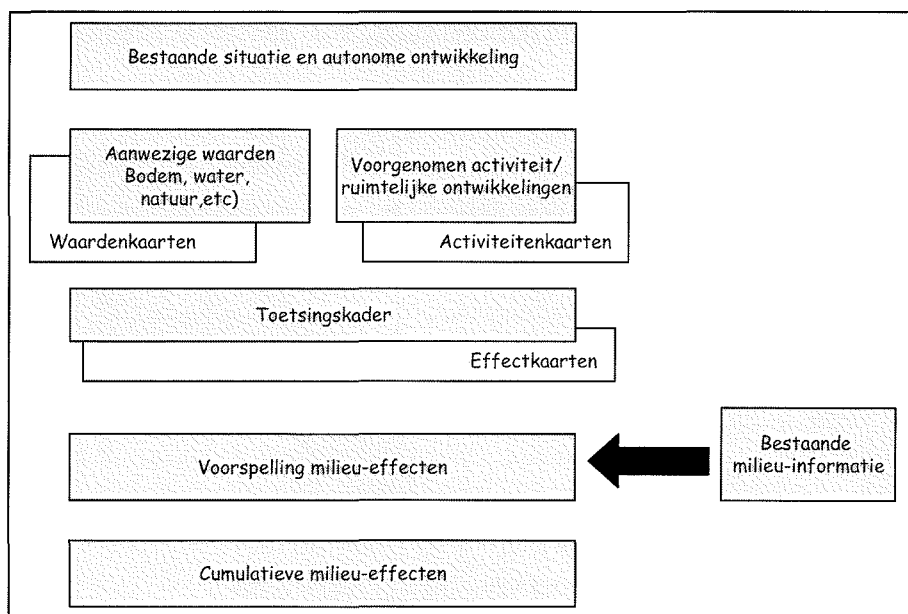 Bestaande situatie en autonome ontwikkeling
Aanwezige waarden
Bodem, water,
natuur,etc)
Waardenkaarten
Voorgenomen activiteit/
ruimtelijke ontwikkelingen
Activiteitenkaarten
Toetsingskader
Effectkaarten
Voorspelling milieu-effecten
Bestaande
milieu-informatie
Cumulatieve milieu-effecten